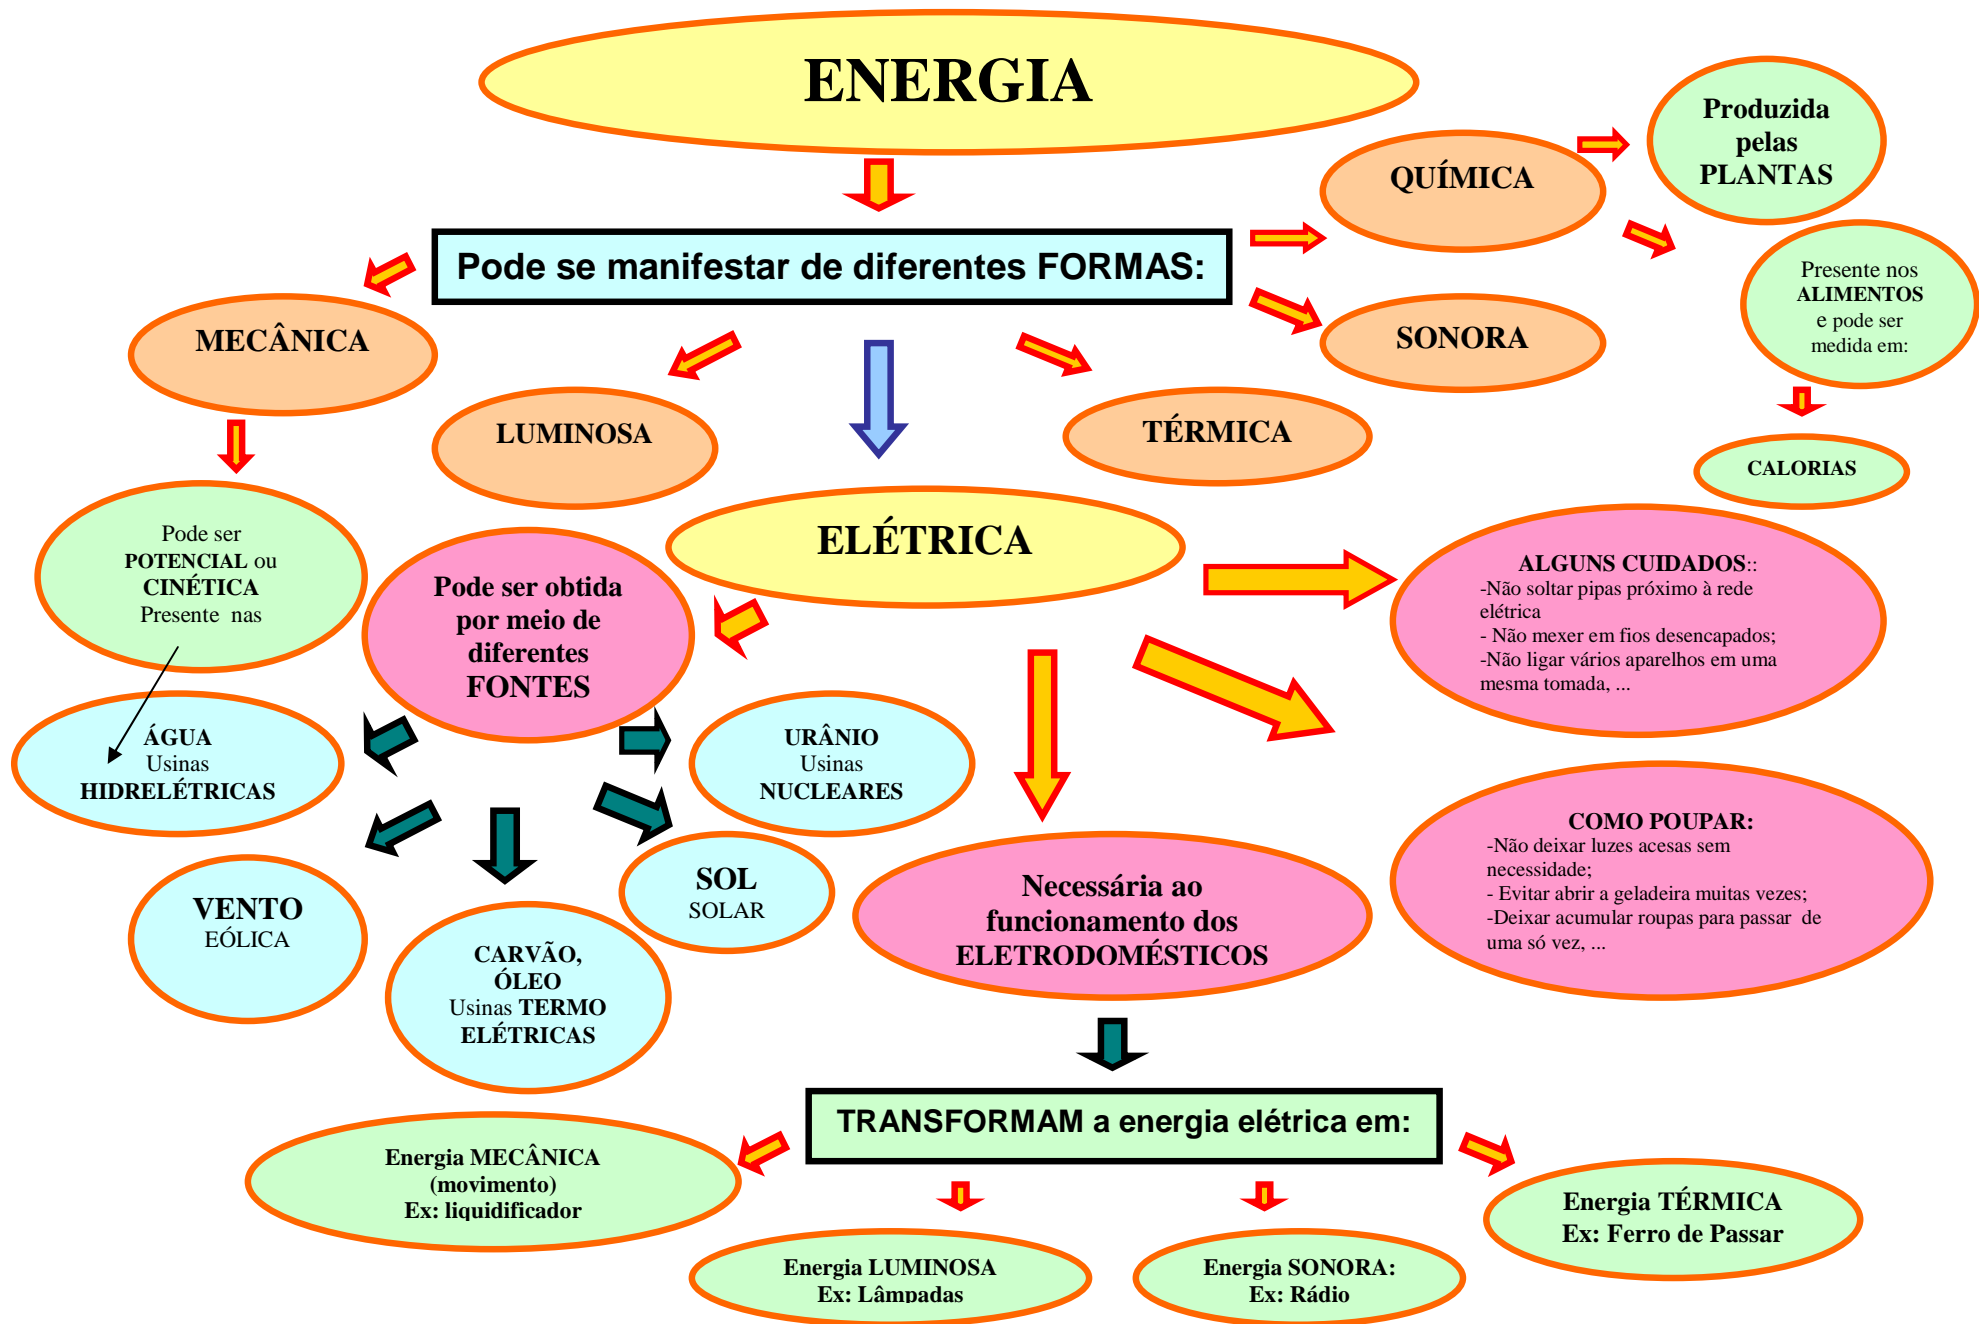 ENERGIA
Produzida
pelas
PLANTAS
QUÍMICA
Pode se manifestar de diferentes FORMAS:
Presente nos
ALIMENTOS
e pode ser
medida em:
MECÂNICA
SONORA
LUMINOSA
TÉRMICA
CALORIAS
Pode ser
POTENCIAL ou
CINÉTICA
Presente nas
ELÉTRICA
Pode ser obtida
por meio de
diferentes
FONTES
ALGUNS CUIDADOS::
-Não soltar pipas próximo à rede
elétrica
- Não mexer em fios desencapados;
-Não ligar vários aparelhos em uma
mesma tomada, ...
ÁGUA
Usinas
HIDRELÉTRICAS
URÂNIO
Usinas
NUCLEARES
COMO POUPAR:
-Não deixar luzes acesas sem
necessidade;
- Evitar abrir a geladeira muitas vezes;
-Deixar acumular roupas para passar de
uma só vez, ...
VENTO
EÓLICA
SOL
SOLAR
CARVÃO,
ÓLEO
Usinas TERMO
ELÉTRICAS
Necessária ao
funcionamento dos
ELETRODOMÉSTICOS
TRANSFORMAM a energia elétrica em:
Energia MECÂNICA
(movimento)
Ex: liquidificador
Energia LUMINOSA
Ex: Lâmpadas
Energia SONORA:
Ex: Rádio
Energia TÉRMICA
Ex: Ferro de Passar